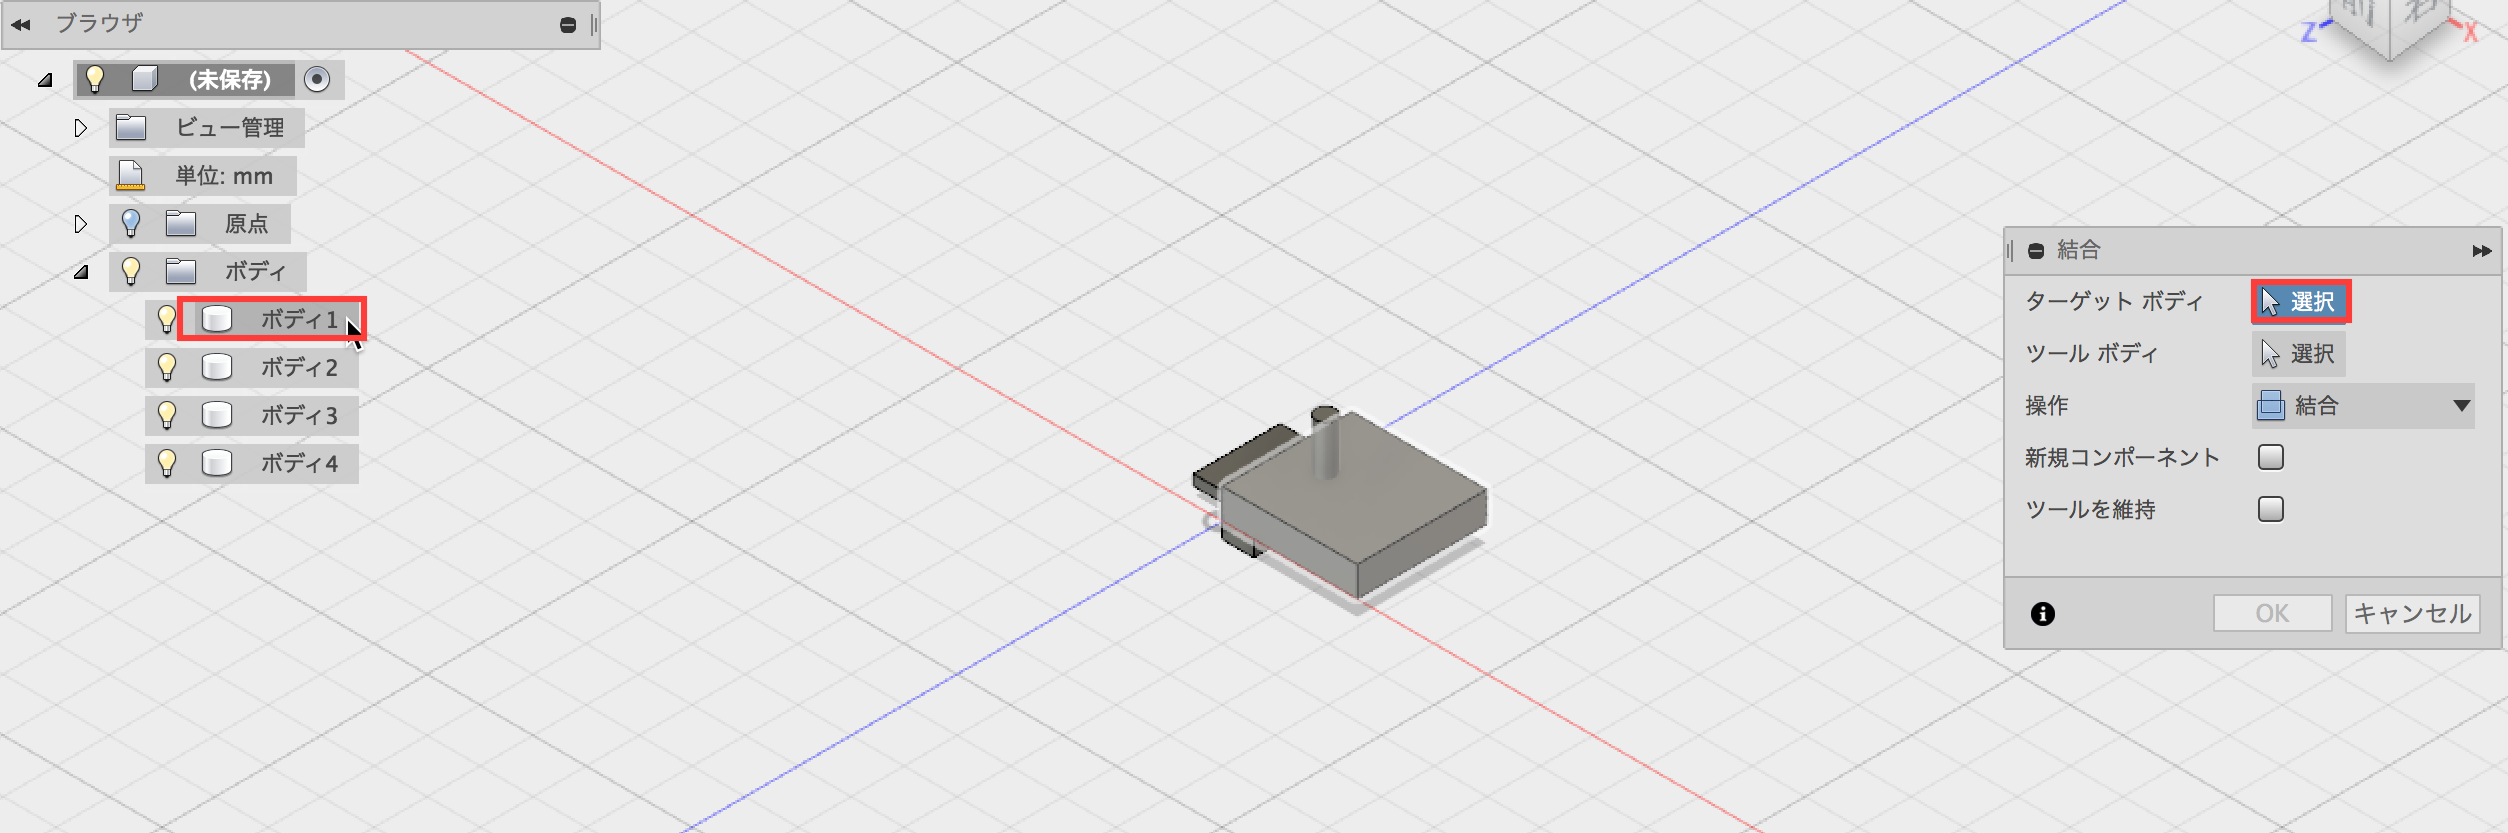 ブラウザ
(未保存)
ビュー管理
単位: mm
原点
ボディ
ボディ1
ボディ2
ボディ3
ボディ4
Z
前
右
X
結合
ターゲット ボディ 選択
ツール ボディ 選択
操作 結合
新規コンポーネント
ツールを維持
OK
キャンセル